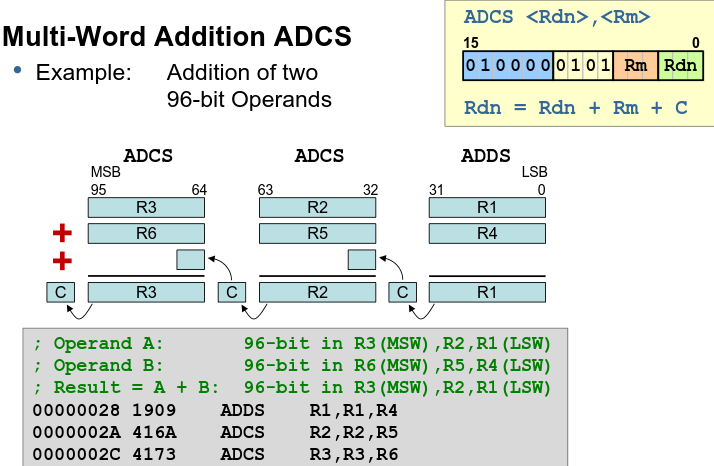 Multi-Word Addition ADCS
• Example: Addition of two
96-bit Operands
ADCS <Rdn>,<Rm>
15 0
0 1 0 0 0 0 0 1 0 1 Rm Rdn
Rdn = Rdn + Rm + C
ADCS ADCS ADDS
MSB LSB
95 64 63 32 31 0
R3 R2 R1
+ R6 R5 R4
+
C R3 C R2 C R1
; Operand A: 96-bit in R3(MSW),R2,R1(LSW)
; Operand B: 96-bit in R6(MSW),R5,R4(LSW)
; Result = A + B: 96-bit in R3(MSW),R2,R1(LSW)
00000028 1909 ADDS R1,R1,R4
0000002A 416A ADCS R2,R2,R5
0000002C 4173 ADCS R3,R3,R6